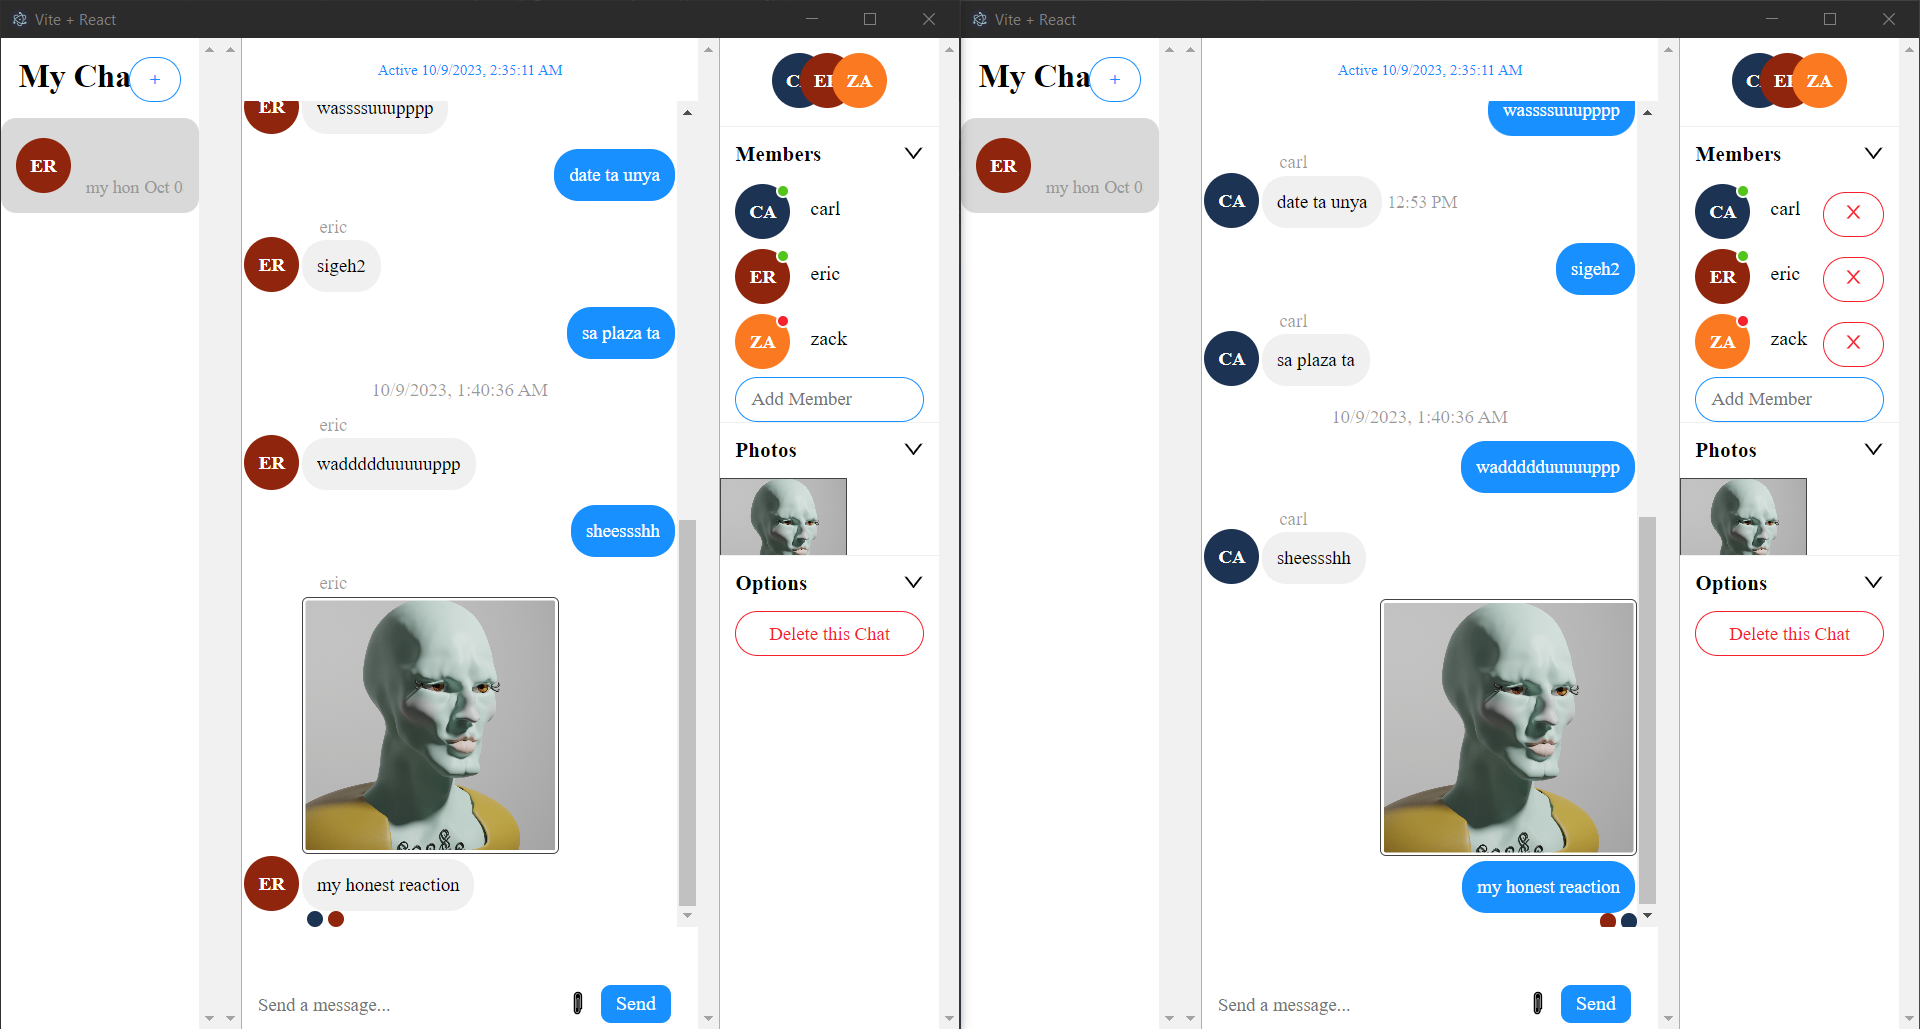 Vite + React
My Cha
+
ER
my hon Oct 0
Active 10/9/2023, 2:35:11 AM
ER
wassssuuupppp
date ta unya
eric
ER
sigeh2
sa plaza ta
10/9/2023, 1:40:36 AM
eric
ER
waddddduuuuuppp
sheessshh
eric
ER
my honest reaction
Send a message...
Send
ZA
Members
CA
carl
ER
eric
ZA
zack
Add Member
Photos
Options
Delete this Chat
Vite + React
My Cha
+
ER
my hon Oct 0
Active 10/9/2023, 2:35:11 AM
wassssuuupppp
carl
CA
date ta unya
12:53 PM
sigeh2
carl
CA
sa plaza ta
10/9/2023, 1:40:36 AM
waddddduuuuuppp
carl
CA
sheessshh
my honest reaction
Send a message...
Send
ZA
Members
CA
carl
X
ER
eric
X
ZA
zack
X
Add Member
Photos
Options
Delete this Chat